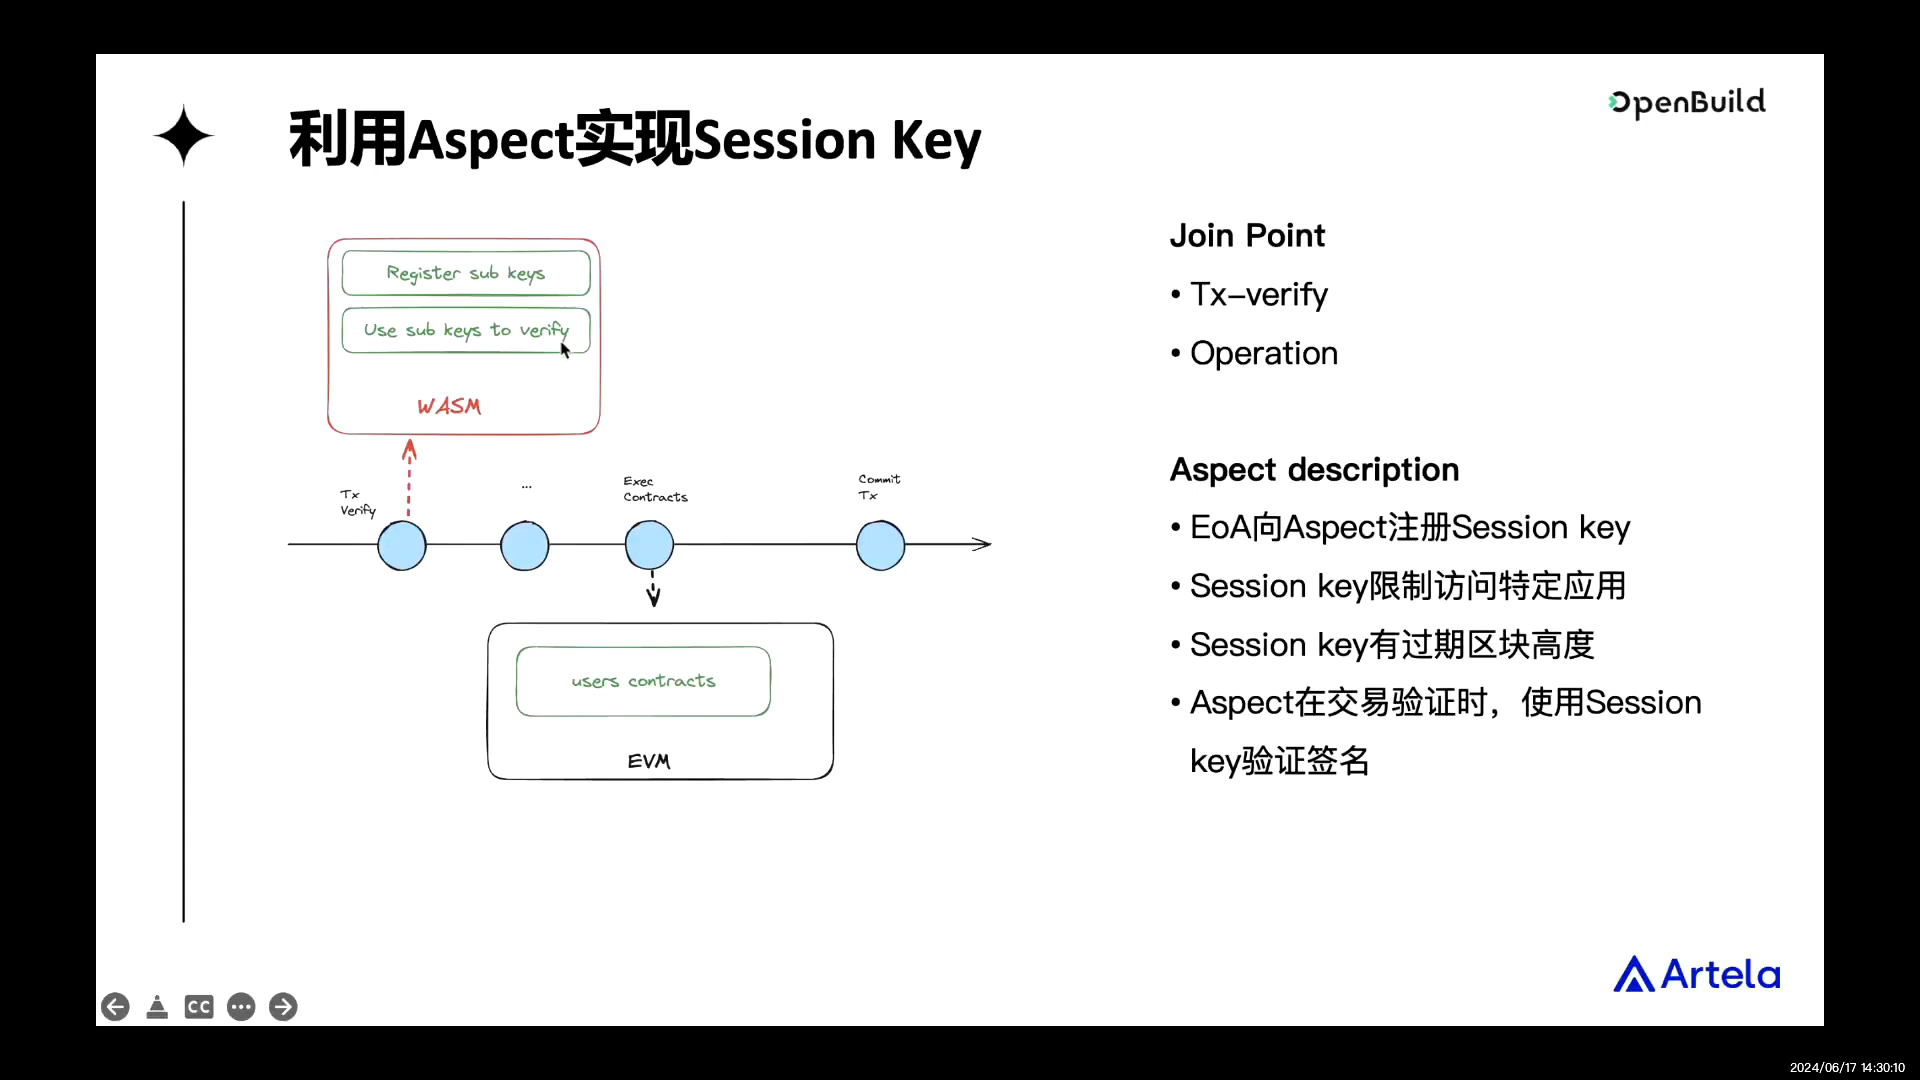 利用Aspect实现Session Key
OpenBuild
Register sub keys
Use sub keys to verify
WASM
Tx
Verify
...
Exec
Contracts
Commit
Tx
users contracts
EVM
Join Point
• Tx-verify
• Operation
Aspect description
• EoA向Aspect注册Session key
• Session key限制访问特定应用
• Session key有过期区块高度
• Aspect在交易验证时，使用Session
key验证签名
Artela
CC
2024/06/17 14:30:10